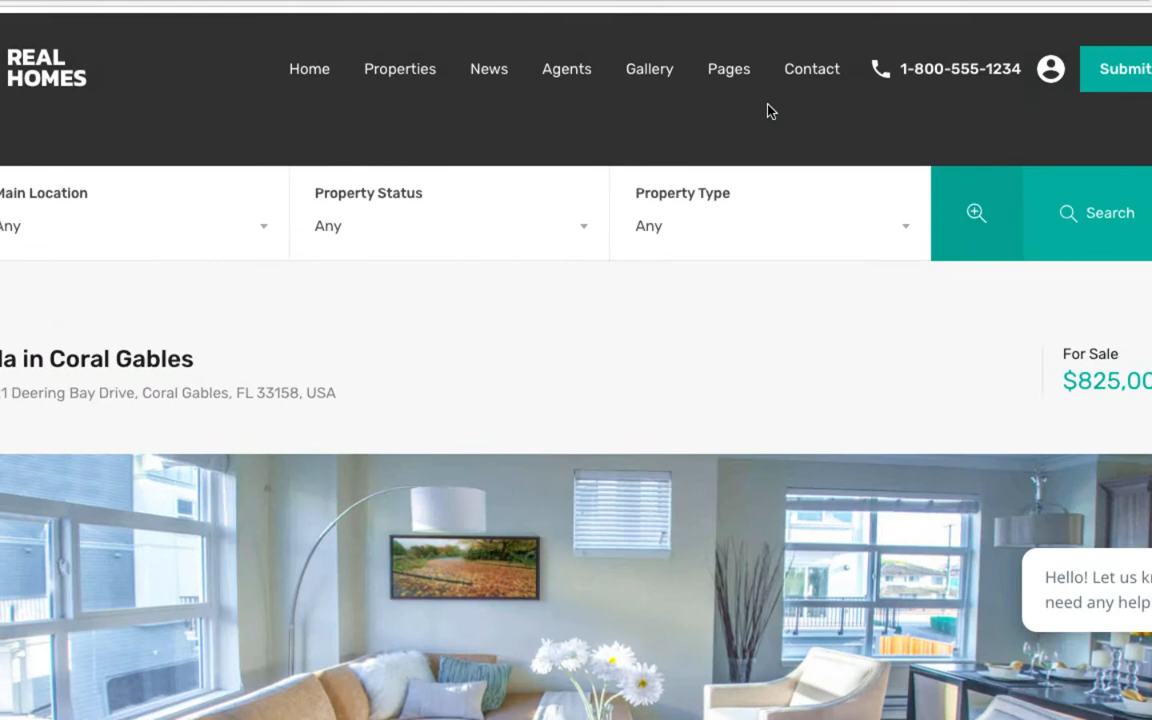 REAL
HOMES
Home Properties News Agents Gallery Pages Contact 1-800-555-1234 Submit
Main Location Property Status Property Type
Any Any Any Search
la in Coral Gables
1 Deering Bay Drive, Coral Gables, FL 33158, USA
For Sale
$825,00
Hello! Let us k
need any help